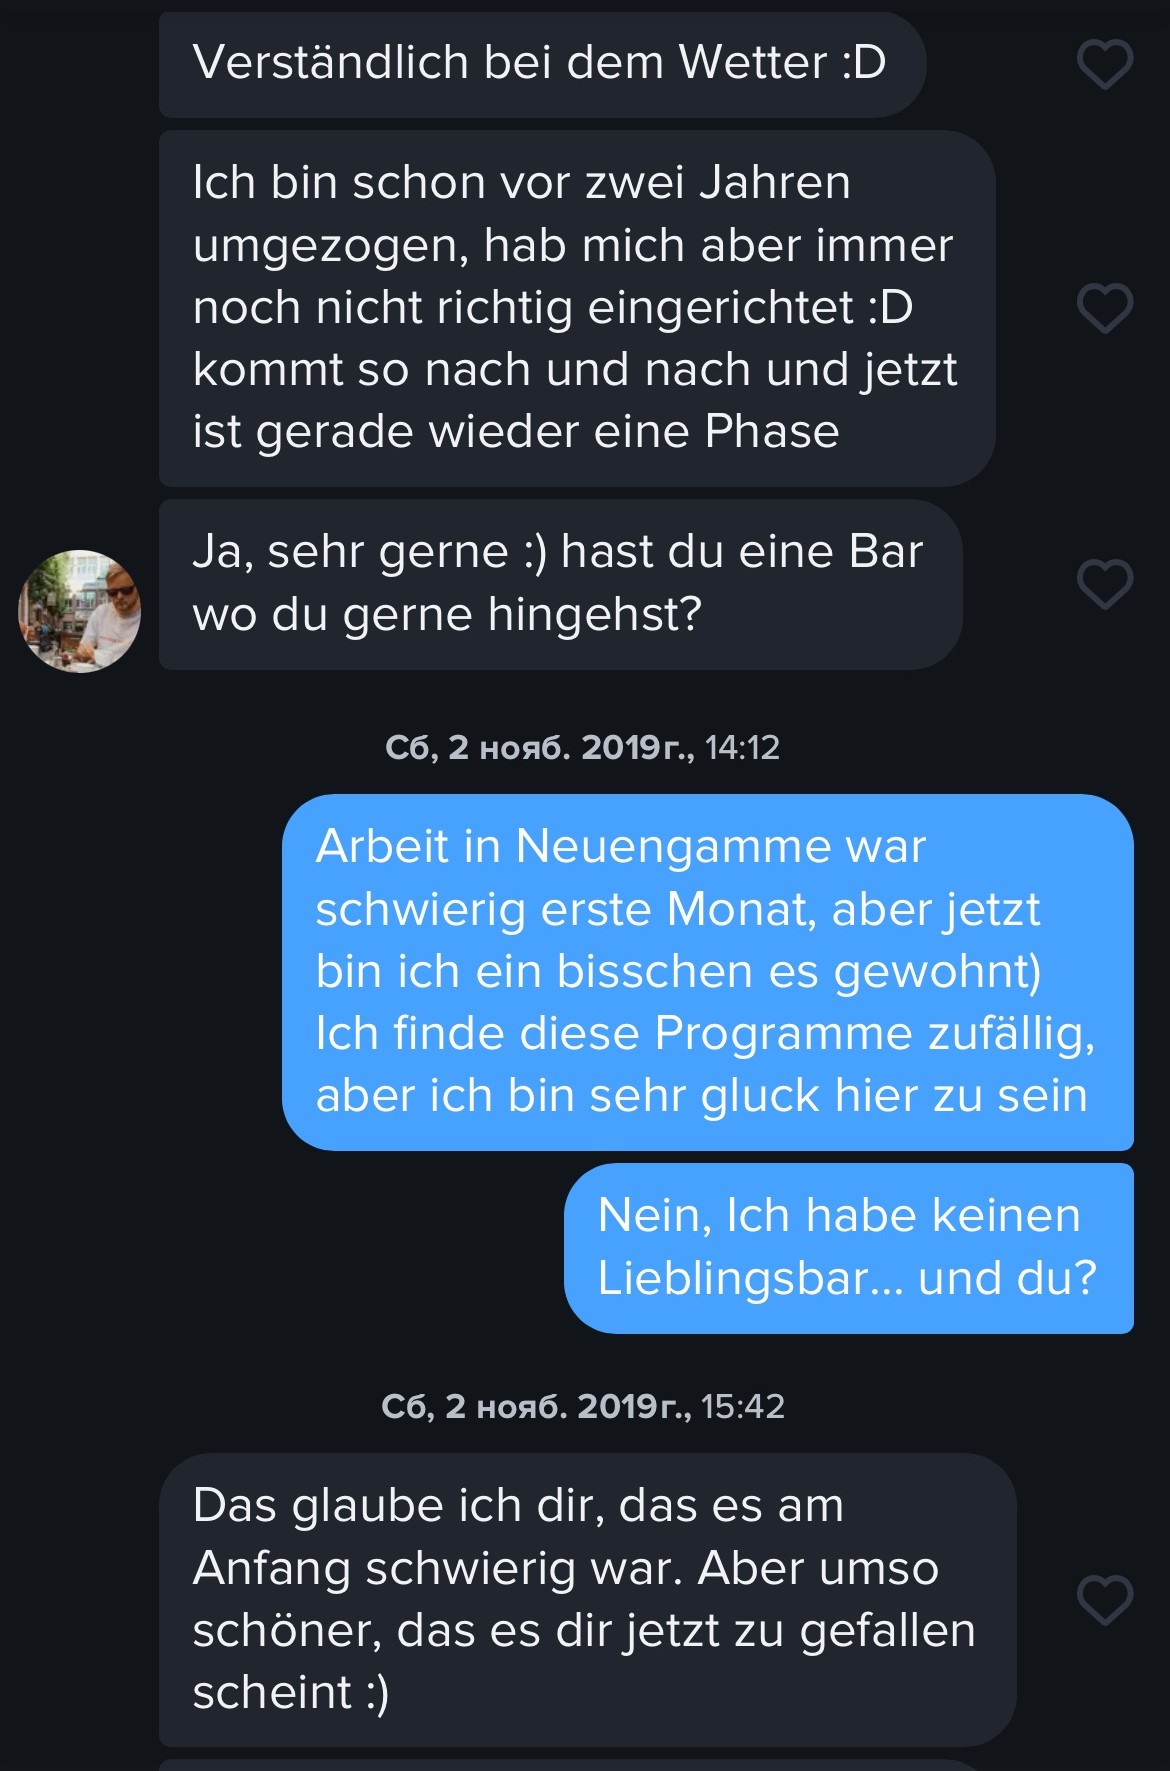 Verständlich bei dem Wetter :D
Ich bin schon vor zwei Jahren
umgezogen, hab mich aber immer
noch nicht richtig eingerichtet :D
kommt so nach und nach und jetzt
ist gerade wieder eine Phase
Ja, sehr gerne :) hast du eine Bar
wo du gerne hingehst?
Сб, 2 нояб. 2019 г., 14:12
Arbeit in Neuengamme war
schwierig erste Monat, aber jetzt
bin ich ein bisschen es gewohnt)
Ich finde diese Programme zufällig,
aber ich bin sehr gluck hier zu sein
Nein, Ich habe keinen
Lieblingsbar... und du?
Сб, 2 нояб. 2019 г., 15:42
Das glaube ich dir, das es am
Anfang schwierig war. Aber umso
schöner, das es dir jetzt zu gefallen
scheint :)